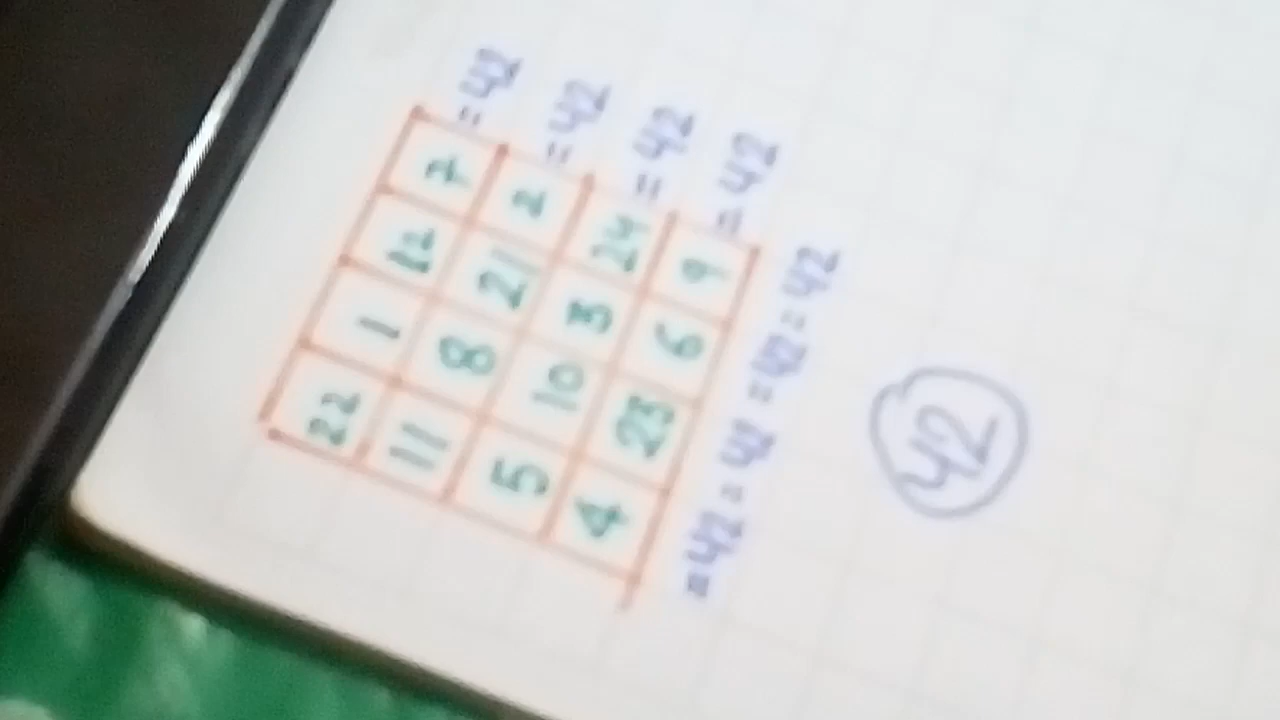 22 1 12 7 = 42
11 8 21 2 = 42
5 10 3 24 = 42
4 23 6 9 = 42
=42 = 42 = 42 = 42
42